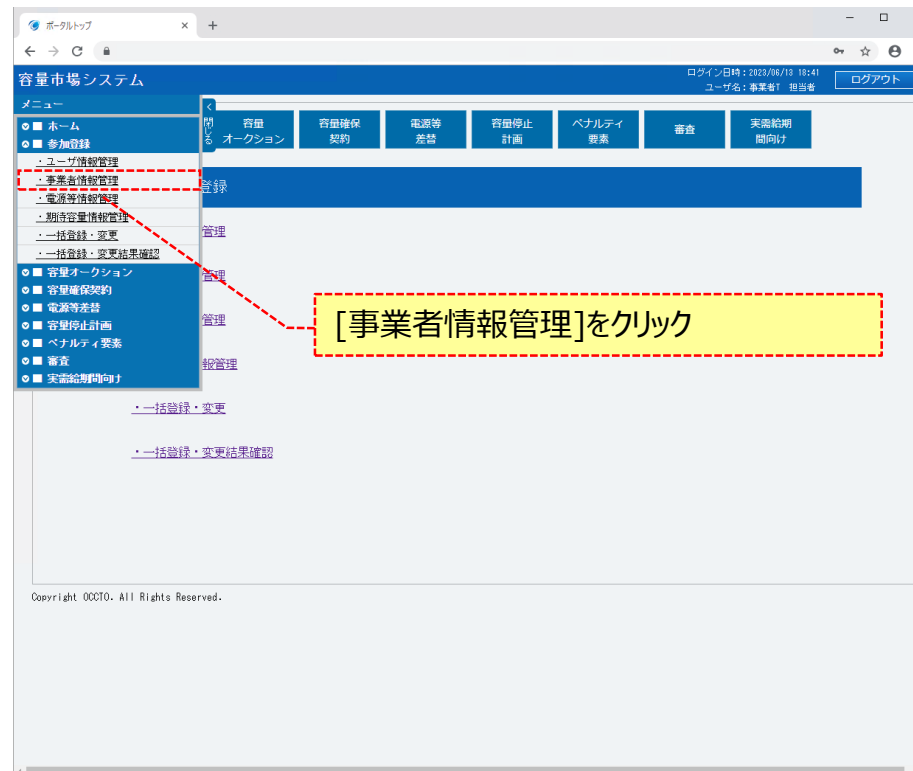 ポータルトップ
容量市場システム
ログイン日時:2023/06/13 18:41
ユーザ名:事業者T 担当者
ログアウト
メニュー
閉じる
容量
オークション
容量確保
契約
電源等
差替
容量停止
計画
ペナルティ
要素
審査
実需給期
間向け
ホーム
参加登録
・ユーザ情報管理
・事業者情報管理
・電源等情報管理
・期待容量情報管理
・一括登録・変更
・一括登録・変更結果確認
容量オークション
容量確保契約
電源等差替
容量停止計画
ペナルティ要素
審査
実需給期間向け
登録
管理
管理
管理
報管理
・一括登録・変更
・一括登録・変更結果確認
[事業者情報管理]をクリック
Copyright OCCTO. All Rights Reserved.